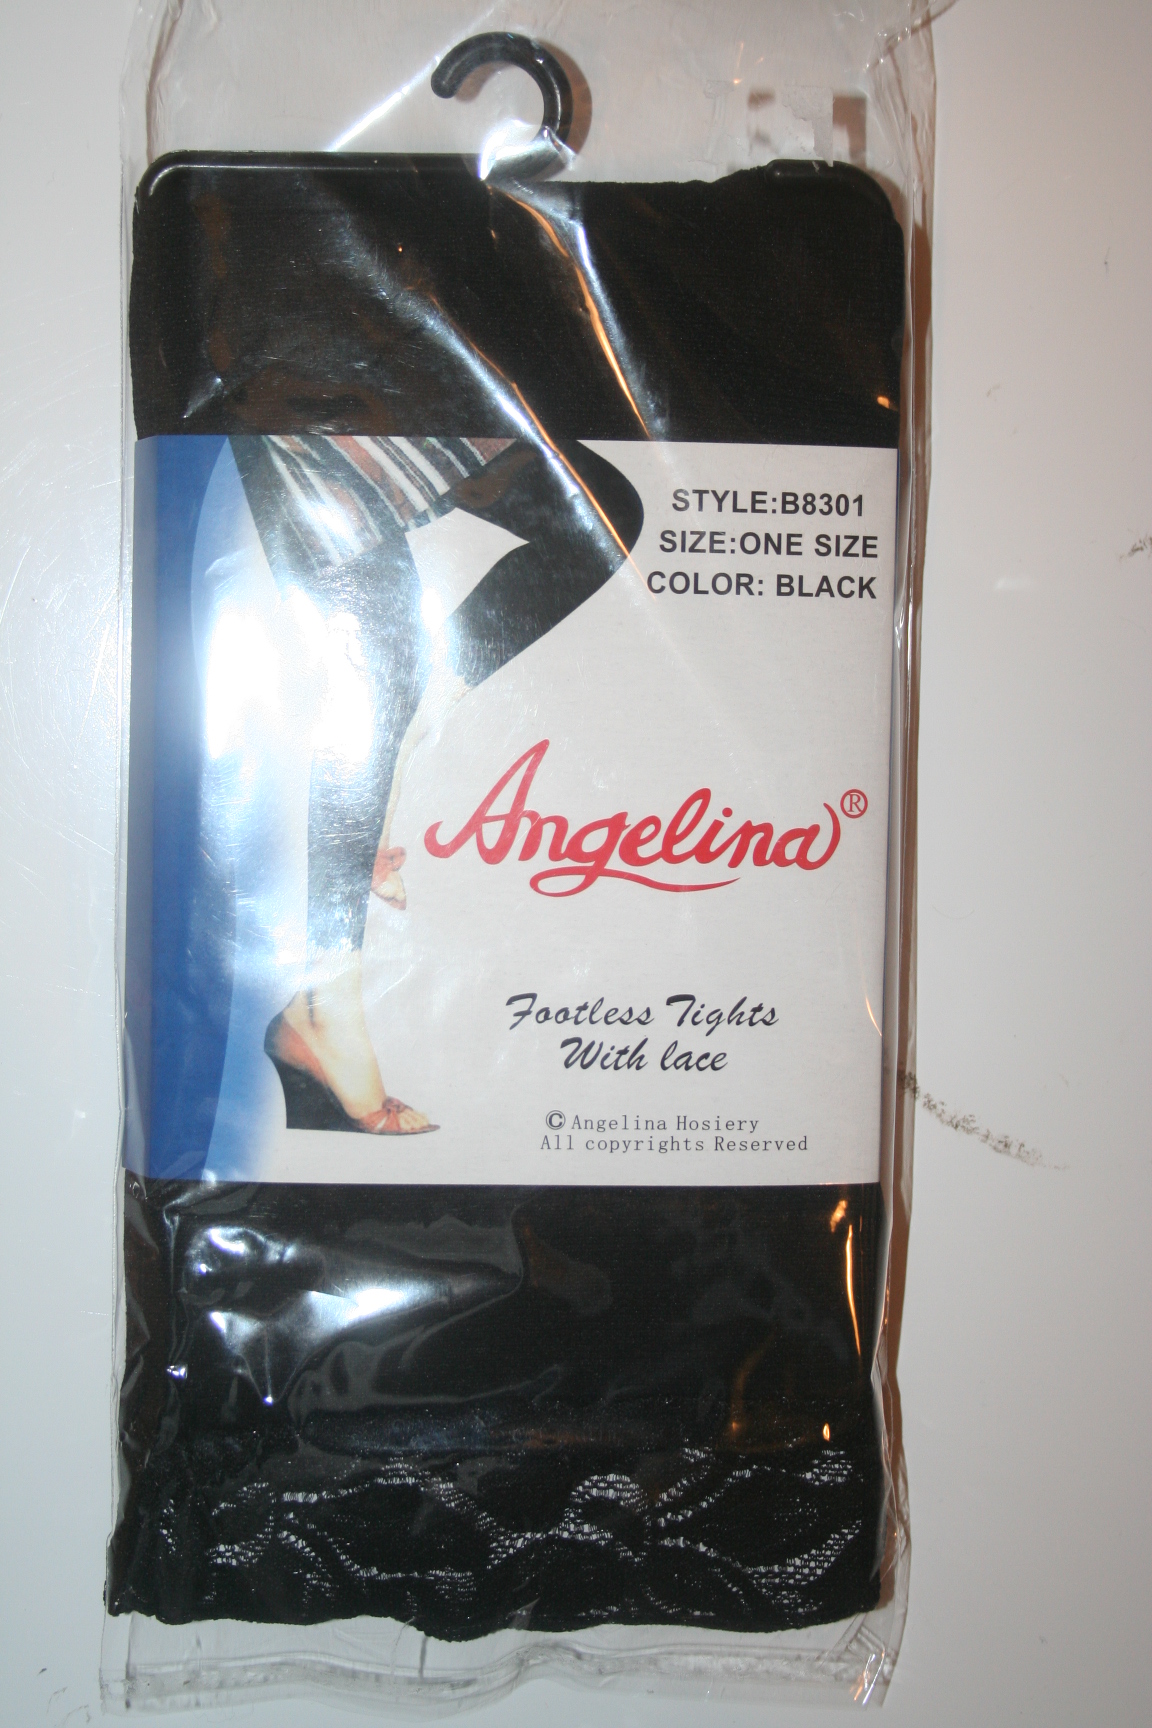 STYLE:B8301
SIZE:ONE SIZE
COLOR: BLACK
Angelina®
Footless Tights
With lace
© Angelina Hosiery
All copyrights Reserved